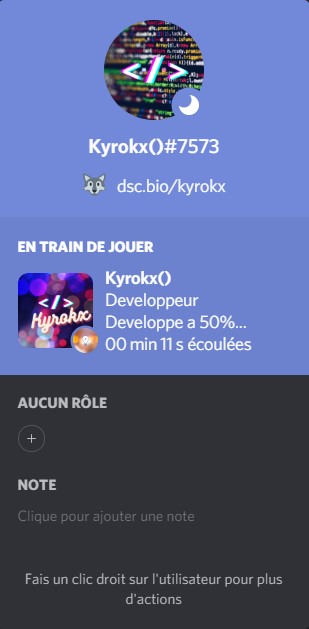 </>
Kyrokx()#7573
dsc.bio/kyrokx
EN TRAIN DE JOUER
</>
Kyrokx
Kyrokx()
Developpeur
Developpe a 50%...
00 min 11 s écoulées
AUCUN RÔLE
+
NOTE
Clique pour ajouter une note
Fais un clic droit sur l'utilisateur pour plus
d'actions